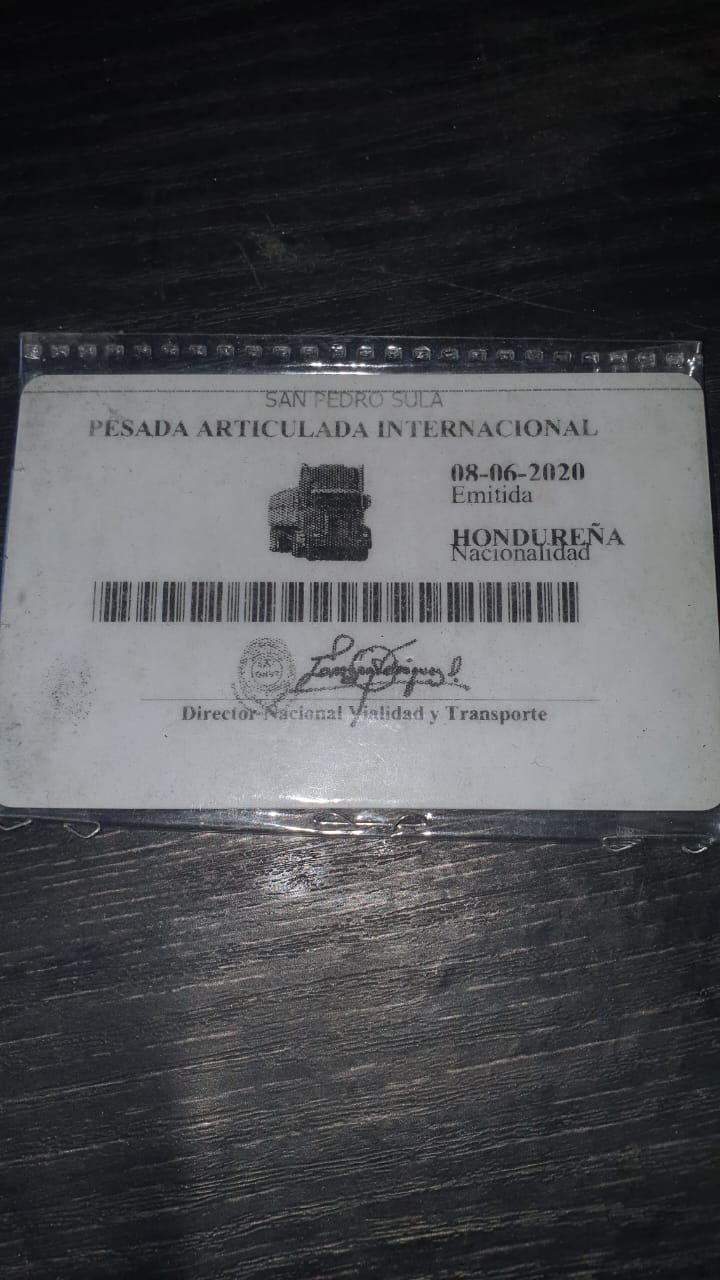 SAN PEDRO SULA
PESADA ARTICULADA INTERNACIONAL
08-06-2020
Emitida
HONDUREÑA
Nacionalidad
Director Nacional Vialidad y Transporte